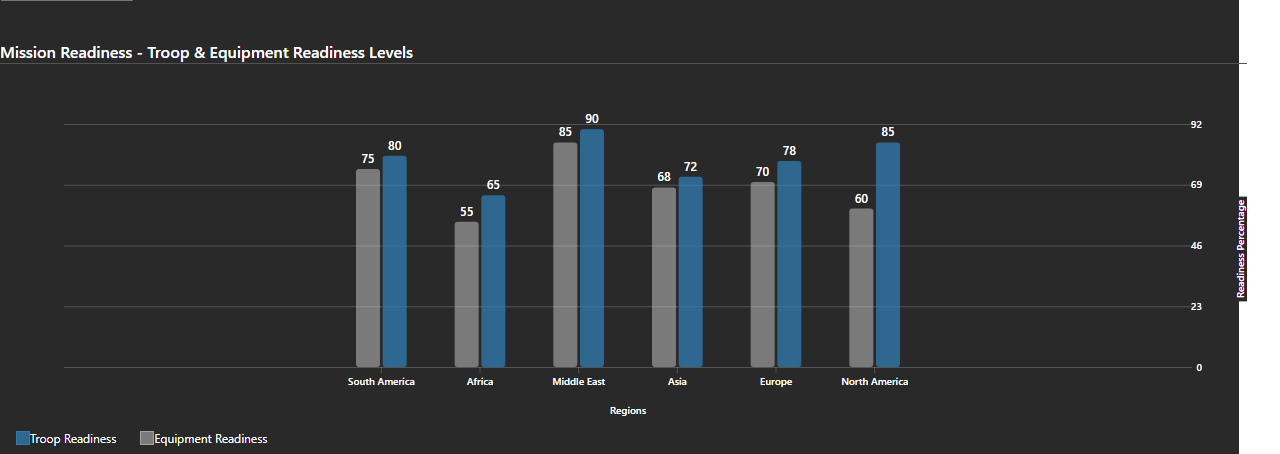 Mission Readiness - Troop & Equipment Readiness Levels
90
92
85
85
80
78
75
72
70
68
65
69
60
55
46
Readiness Percentage
23
0
South America
Africa
Middle East
Asia
Europe
North America
Regions
Troop Readiness
Equipment Readiness